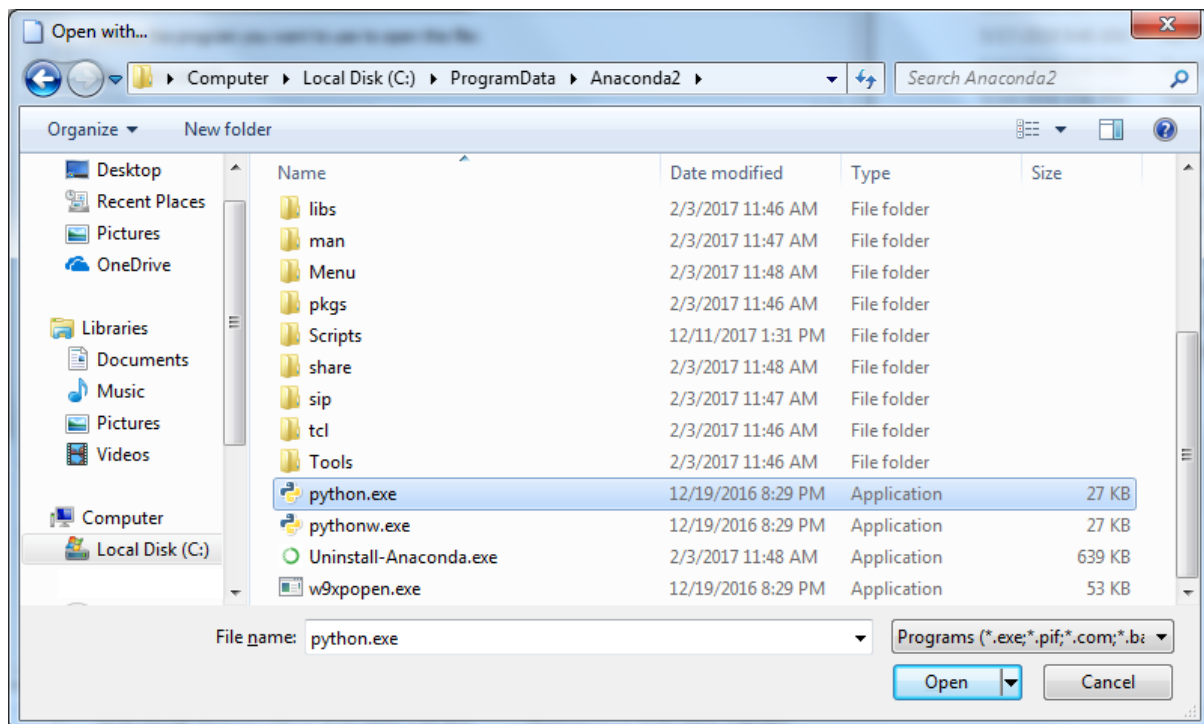 Open with...
Computer Local Disk (C:) ProgramData Anaconda2 Search Anaconda2
Organize New folder
Desktop
Recent Places
Pictures
OneDrive
Libraries
Documents
Music
Pictures
Videos
Computer
Local Disk (C:)
Name Date modified Type Size
libs 2/3/2017 11:46 AM File folder
man 2/3/2017 11:47 AM File folder
Menu 2/3/2017 11:48 AM File folder
pkgs 2/3/2017 11:46 AM File folder
Scripts 12/11/2017 1:31 PM File folder
share 2/3/2017 11:48 AM File folder
sip 2/3/2017 11:47 AM File folder
tcl 2/3/2017 11:46 AM File folder
Tools 2/3/2017 11:46 AM File folder
python.exe 12/19/2016 8:29 PM Application 27 KB
pythonw.exe 12/19/2016 8:29 PM Application 27 KB
Uninstall-Anaconda.exe 2/3/2017 11:48 AM Application 639 KB
w9xpopen.exe 12/19/2016 8:29 PM Application 53 KB
File name: python.exe Programs (*.exe;*.pif;*.com;*.ba
Open Cancel